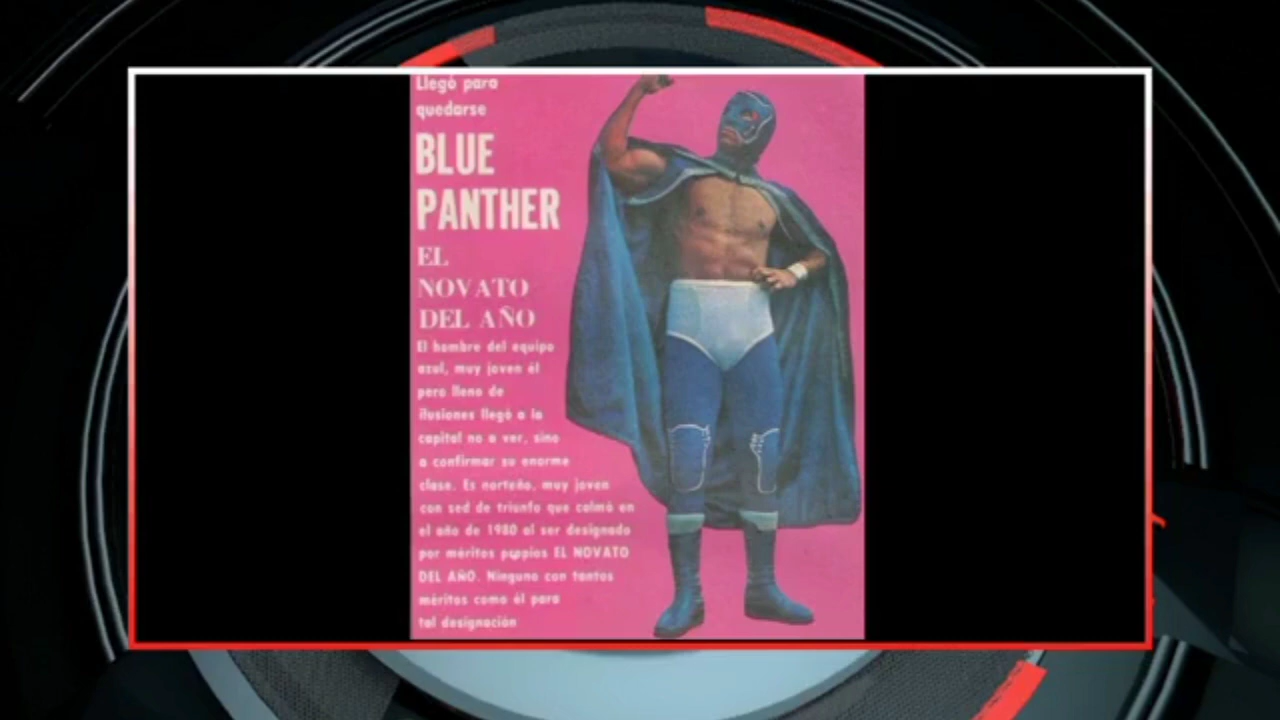 Llegó para
quedarse
BLUE
PANTHER
EL
NOVATO
DEL AÑO
El hombre del equipo
azul, muy joven él
pero lleno de
ilusiones llegó a la
capital no a ver, sino
a confirmar su enorme
clase. Es norteño, muy joven
con sed de triunfo que calmó en
el año de 1980 al ser designado
por méritos puppios EL NOVATO
DEL AÑO. Ninguno con tantos
méritos como él para
tal designación